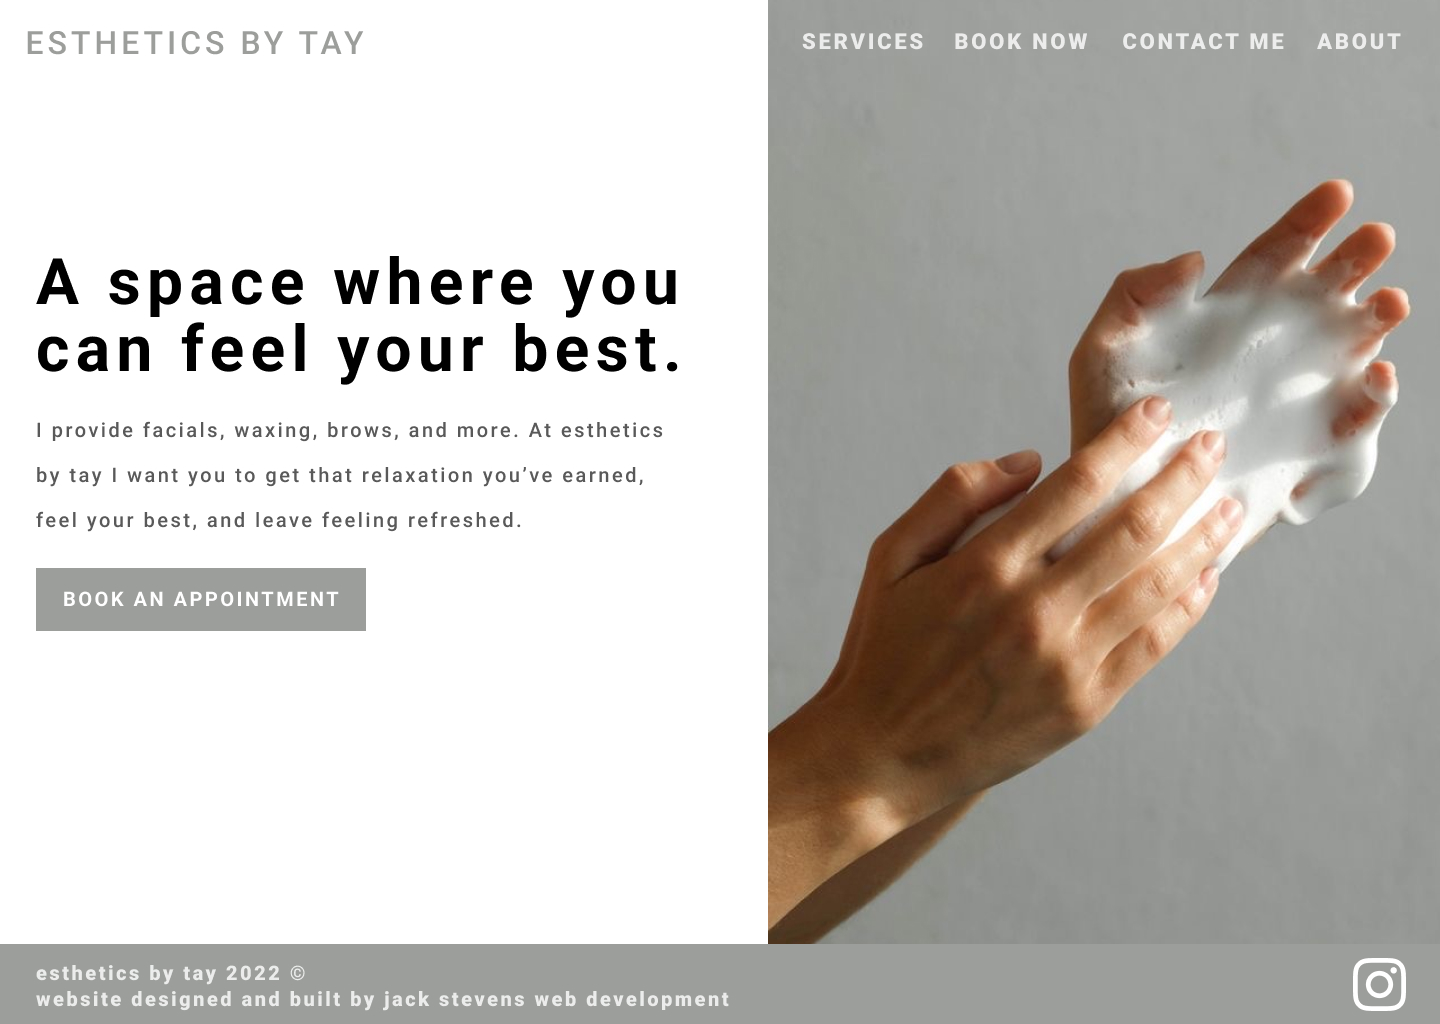 ESTHETICS BY TAY
SERVICES BOOK NOW CONTACT ME ABOUT
A space where you
can feel your best.
I provide facials, waxing, brows, and more. At esthetics
by tay I want you to get that relaxation you’ve earned,
feel your best, and leave feeling refreshed.
BOOK AN APPOINTMENT
esthetics by tay 2022 ©
website designed and built by jack stevens web development